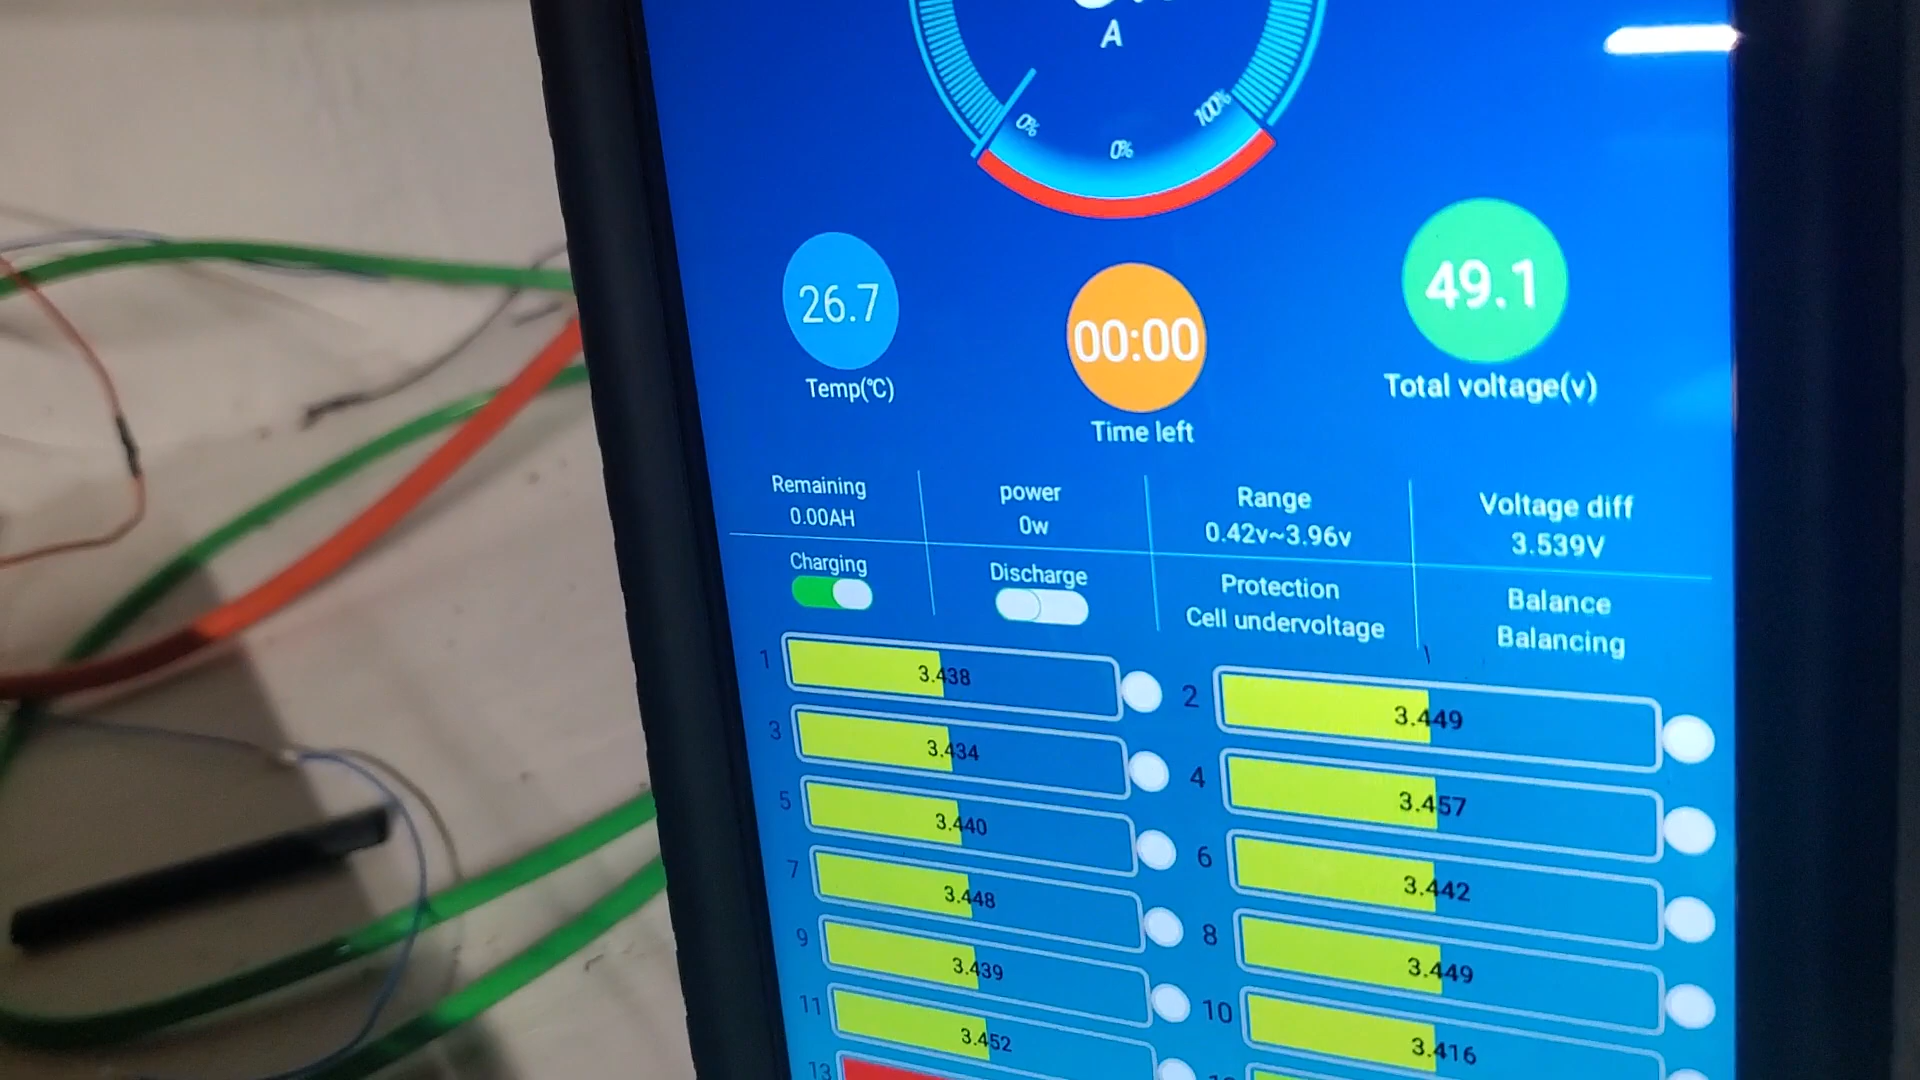 A
0%
100%
0%
26.7
00:00
49.1
Temp(℃)
Time left
Total voltage(v)
Remaining
0.00AH
power
0w
Range
0.42v~3.96v
Voltage diff
3.539V
Charging
Discharge
Protection
Cell undervoltage
Balance
Balancing
1 3.438
2 3.449
3 3.434
4 3.457
5 3.440
6 3.442
7 3.448
8 3.449
9 3.439
10 3.416
11 3.452
13